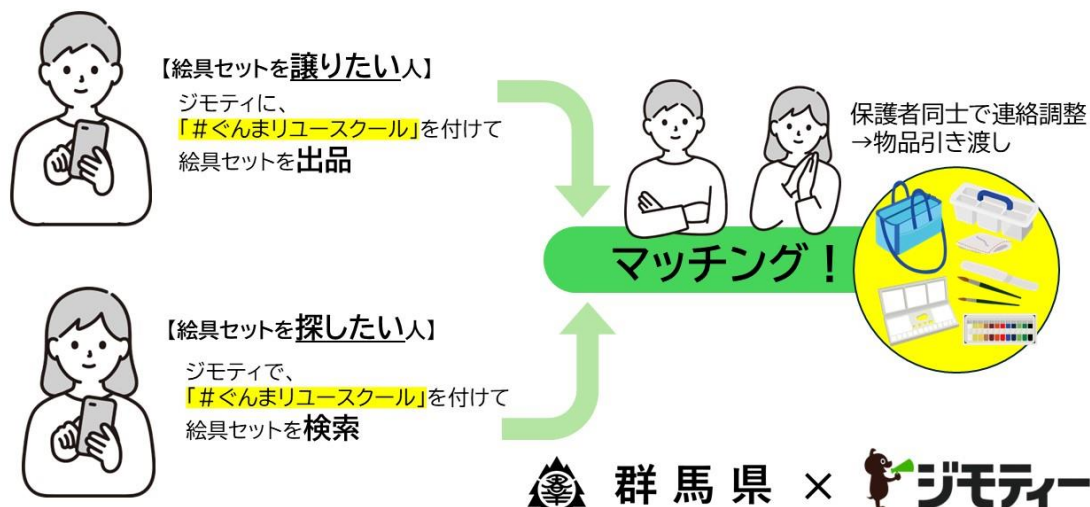 【絵具セットを譲りたい人】
ジモティに、
「＃ぐんまリユースクール」を付けて
絵具セットを出品
保護者同士で連絡調整
→物品引き渡し
マッチング！
【絵具セットを探したい人】
ジモティで、
「＃ぐんまリユースクール」を付けて
絵具セットを検索
群馬県 × ジモティー